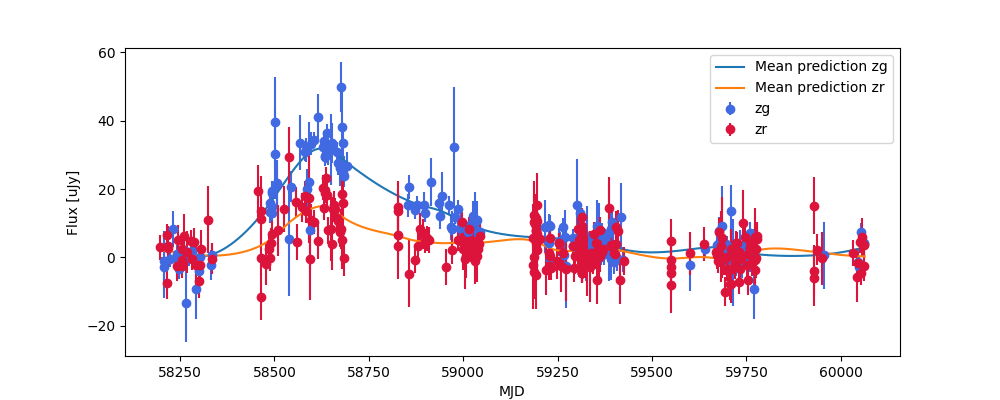 60
40
20
0
−20
Flux [uJy]
58250 58500 58750 59000 59250 59500 59750 60000
MJD
Mean prediction zg
Mean prediction zr
zg
zr